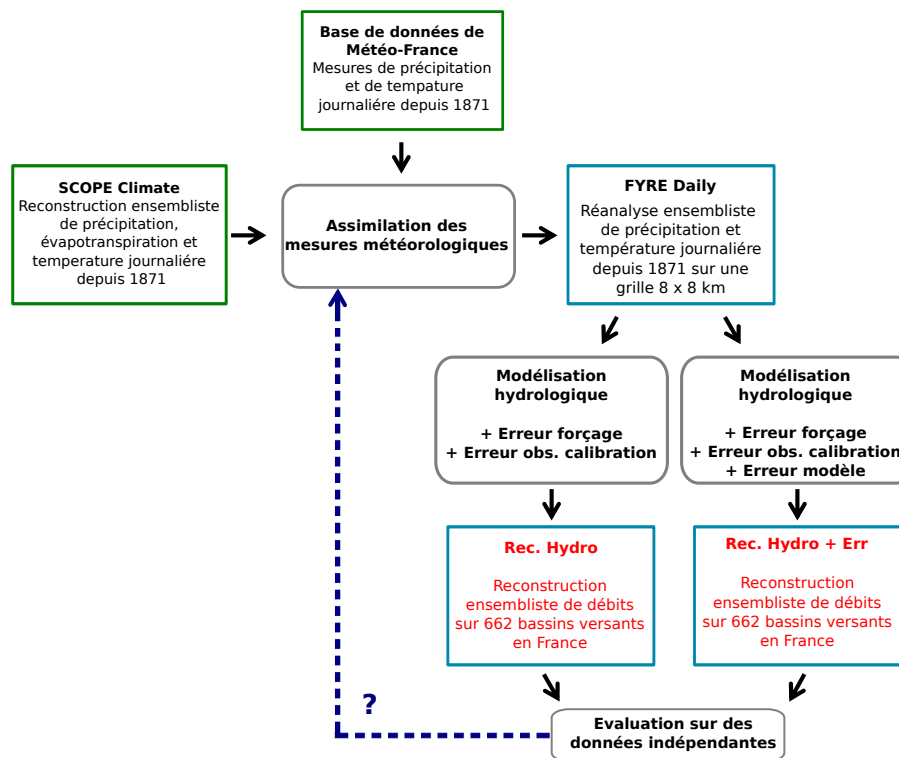 Base de données de
Météo-France
Mesures de précipitation
et de tempature
journaliére depuis 1871
SCOPE Climate
Reconstruction ensembliste
de précipitation,
évapotranspiration et
temperature journaliére
depuis 1871
Assimilation des
mesures météorologiques
FYRE Daily
Réanalyse ensembliste
de précipitation et
température journaliére
depuis 1871 sur une
grille 8 x 8 km
Modélisation
hydrologique
+ Erreur forçage
+ Erreur obs. calibration
Modélisation
hydrologique
+ Erreur forçage
+ Erreur obs. calibration
+ Erreur modèle
Rec. Hydro
Reconstruction
ensembliste de débits
sur 662 bassins versants
en France
Rec. Hydro + Err
Reconstruction
ensembliste de débits
sur 662 bassins versants
en France
?
Evaluation sur des
données indépendantes